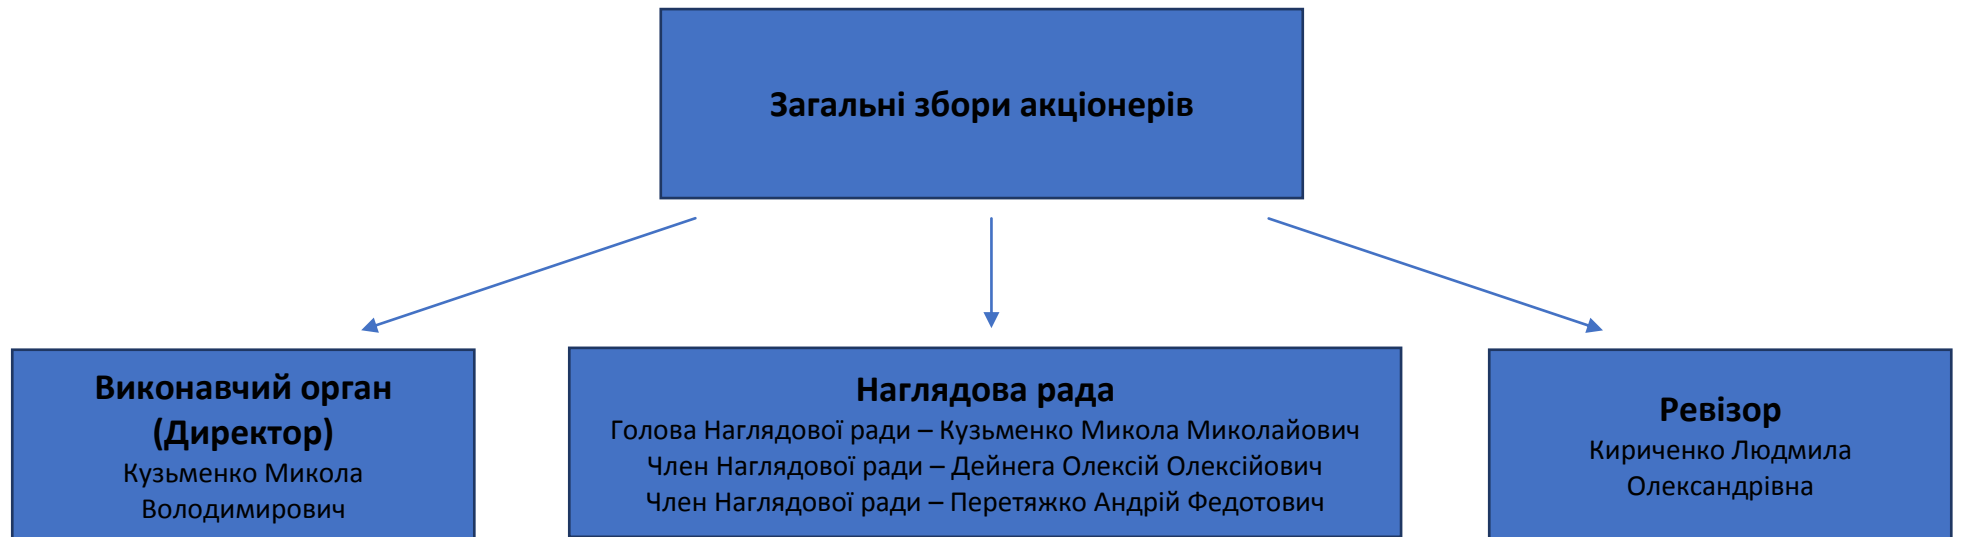 Загальні збори акціонерів
Виконавчий орган
(Директор)
Кузьменко Микола
Володимирович
Наглядова рада
Голова Наглядової ради – Кузьменко Микола Миколайович
Член Наглядової ради – Дейнега Олексій Олексійович
Член Наглядової ради – Перетяжко Андрій Федотович
Ревізор
Кириченко Людмила
Олександрівна